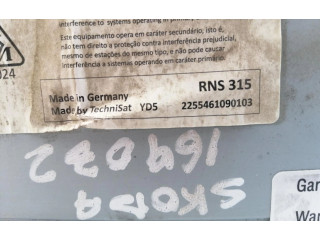 interference to systems operating in primary
Este equipamento opera em caráter secundário, isto é,
não tem direito a proteção contra interferência prejudicial,
mesmo de estações do mesmo tipo, e não pode causar
interferência a sistemas operando em caráter primário.
024
RNS 315
Made in Germany
Made by TechniSat YD5 2255461090103
164032
SKODA
Gar
War